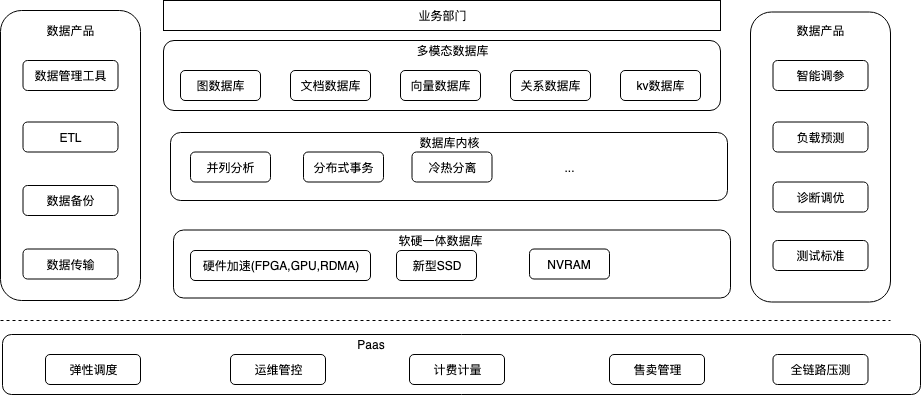 数据产品
数据管理工具
ETL
数据备份
数据传输
业务部门
多模态数据库
图数据库
文档数据库
向量数据库
关系数据库
kv数据库
数据库内核
并列分析
分布式事务
冷热分离
...
软硬一体数据库
硬件加速(FPGA,GPU,RDMA)
新型SSD
NVRAM
数据产品
智能调参
负载预测
诊断调优
测试标准
Paas
弹性调度
运维管控
计费计量
售卖管理
全链路压测